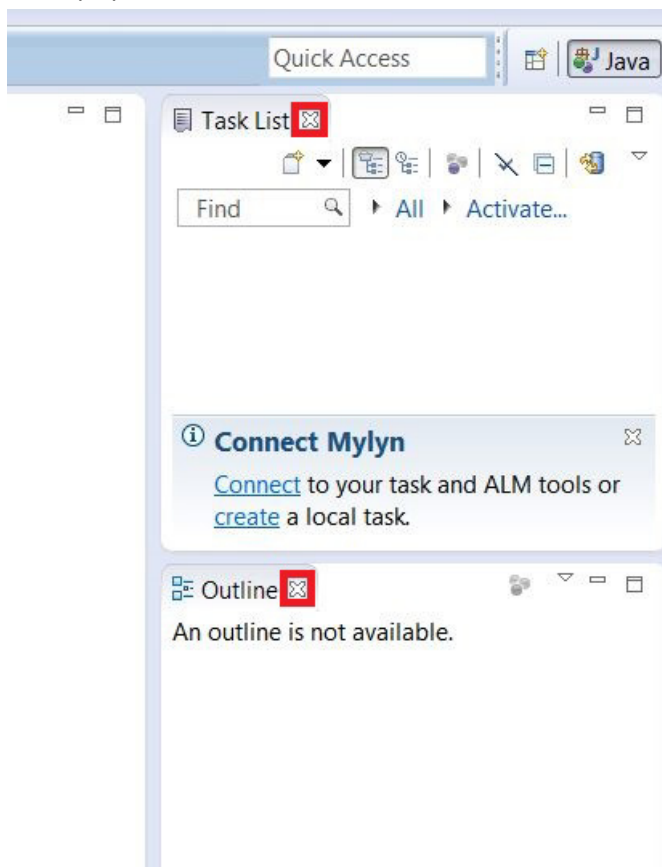 Quick Access
Java
Task List
Find
All
Activate...
Connect Mylyn
Connect to your task and ALM tools or
create a local task.
Outline
An outline is not available.